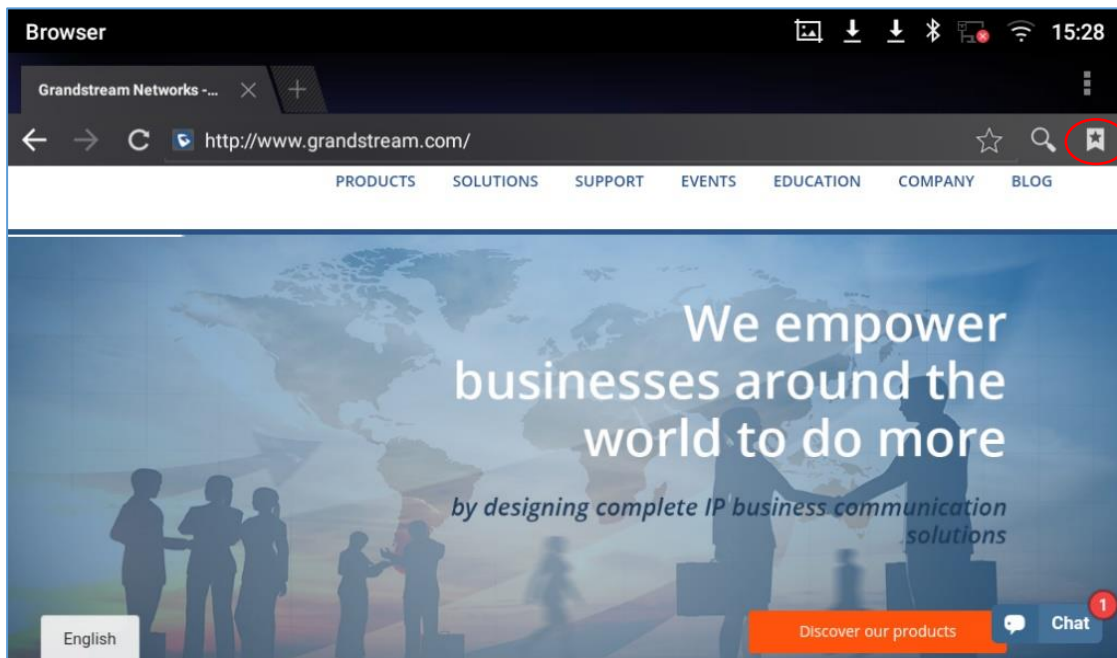 Browser
15:28
Grandstream Networks -...
http://www.grandstream.com/
PRODUCTS SOLUTIONS SUPPORT EVENTS EDUCATION COMPANY BLOG
We empower
businesses around the
world to do more
by designing complete IP business communication
solutions
English
Discover our products
Chat
1